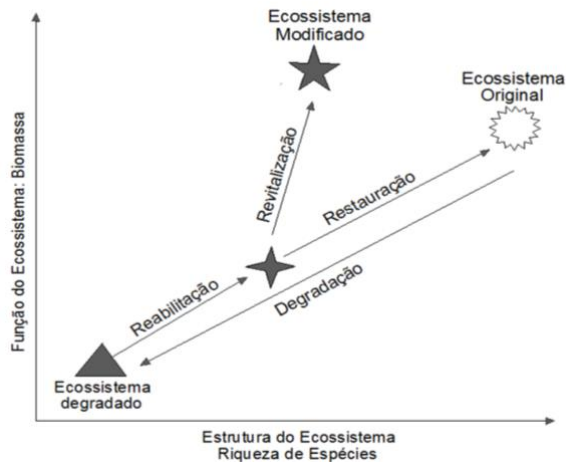 Ecossistema
Modificado
Ecossistema
Original
Função do Ecossistema: Biomassa
Revitalização
Restauração
Degradação
Reabilitação
Ecossistema
degradado
Estrutura do Ecossistema
Riqueza de Espécies